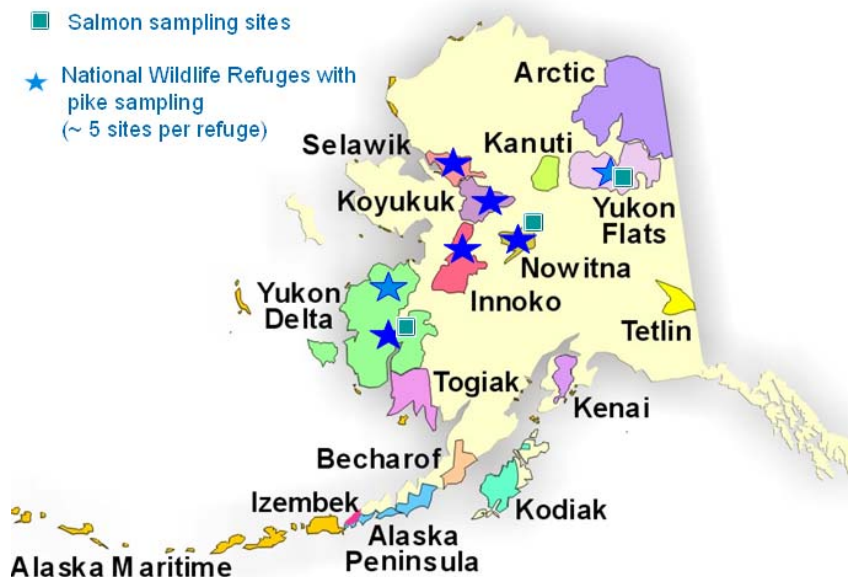 Salmon sampling sites
National Wildlife Refuges with
pike sampling
(~ 5 sites per refuge)
Arctic
Selawik
Kanuti
Koyukuk
Yukon
Flats
Nowitna
Yukon
Delta
Innoko
Tetlin
Togiak
Kenai
Becharof
Izembek
Kodiak
Alaska
Peninsula
Alaska Maritime